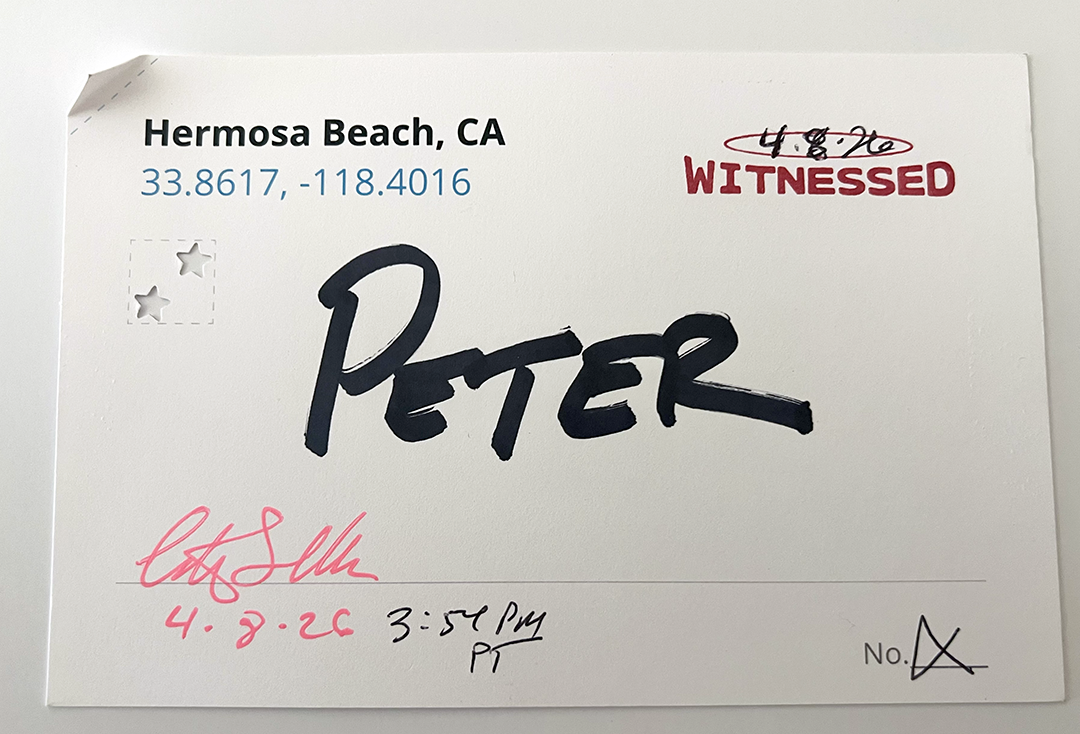 Hermosa Beach, CA
33.8617, -118.4016
4.8.26
WITNESSED
PETER
4.8.26 3:54 PM
PT
No.